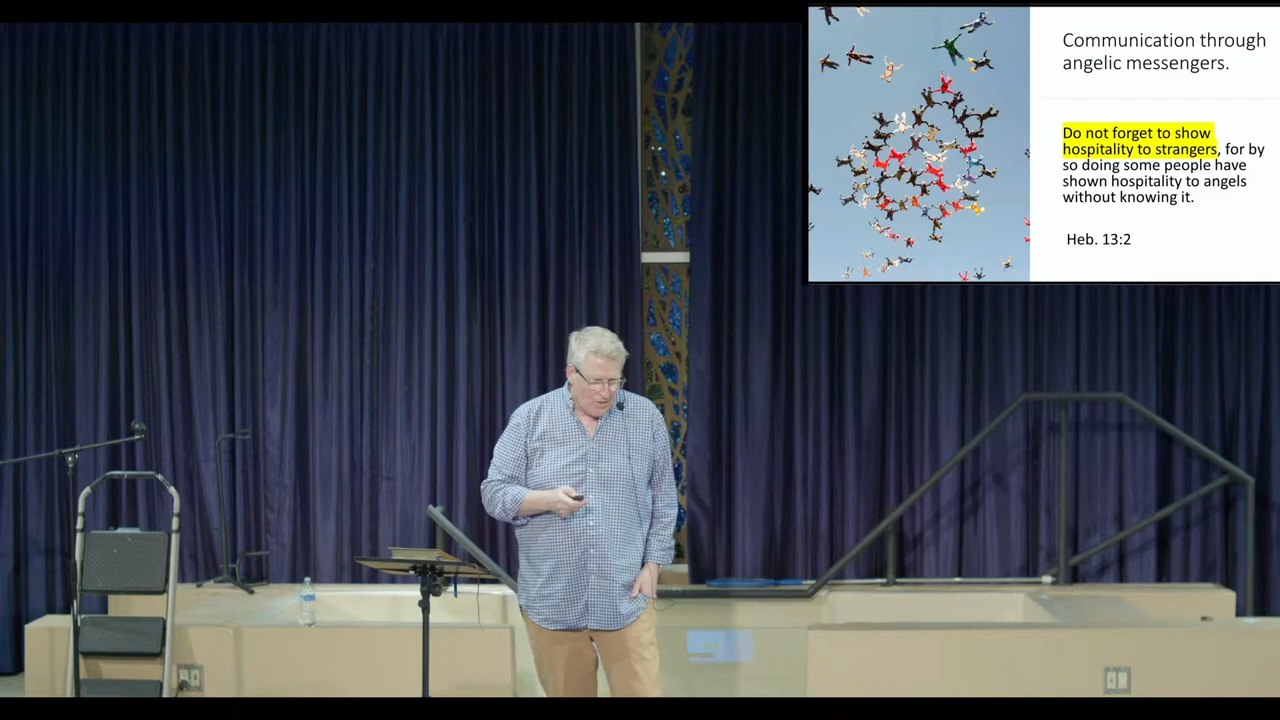 Communication through
angelic messengers.
Do not forget to show
hospitality to strangers, for by
so doing some people have
shown hospitality to angels
without knowing it.
Heb. 13:2